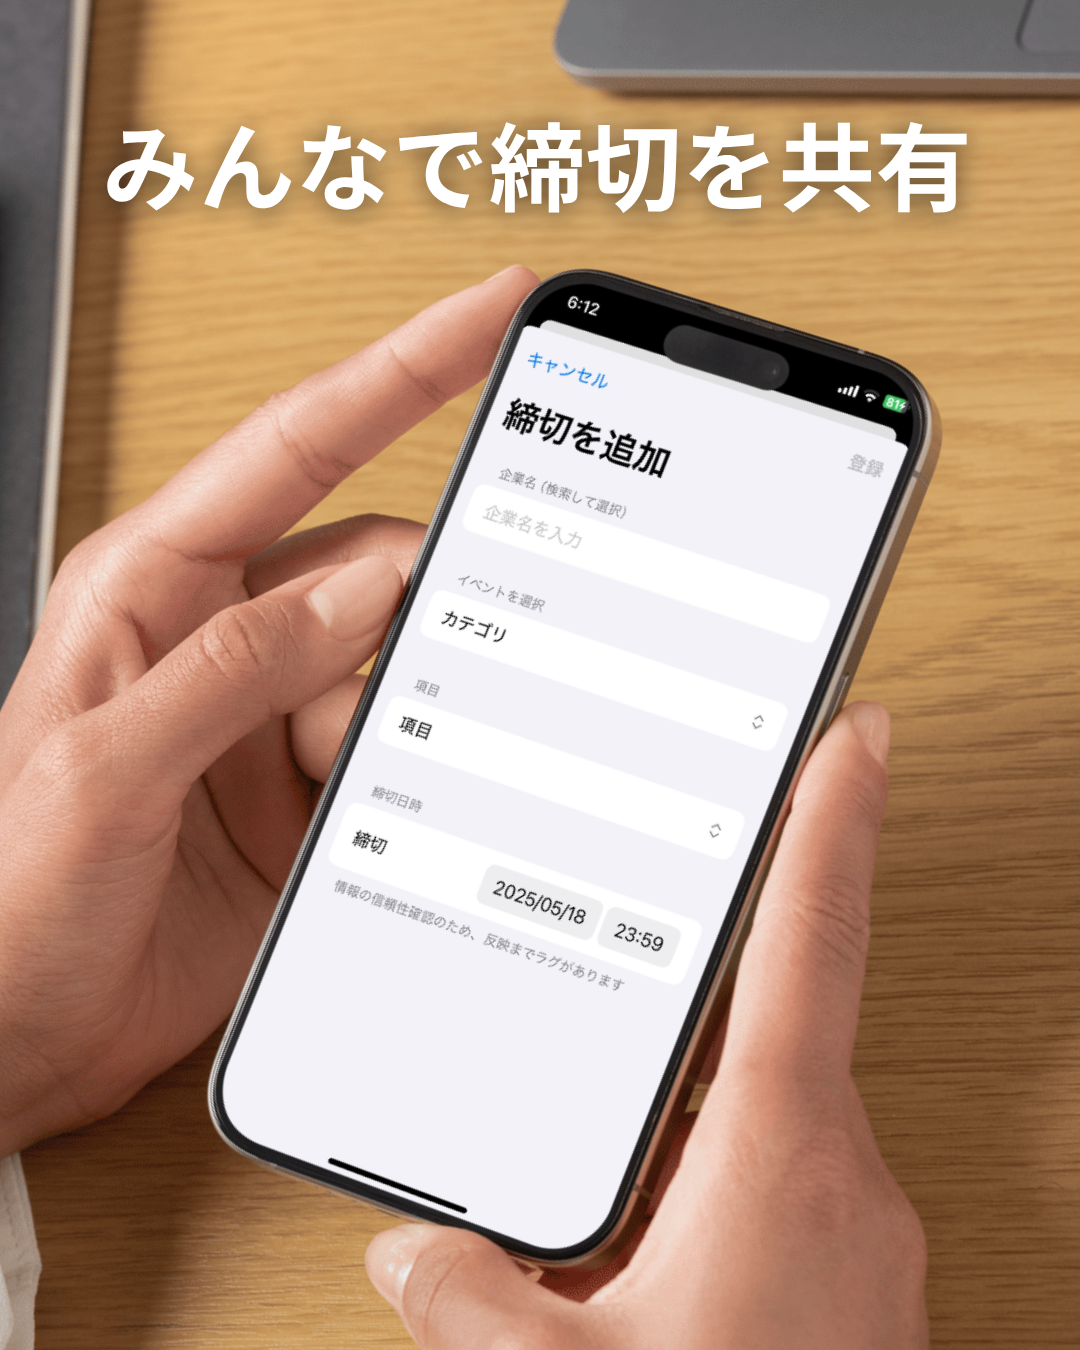 みんなで締切を共有
6:12
81
キャンセル
登録
締切を追加
企業名（検索して選択）
企業名を入力
イベントを選択
カテゴリ
項目
項目
締切日時
締切
2025/05/18
23:59
情報の信頼性確認のため、反映までラグがあります